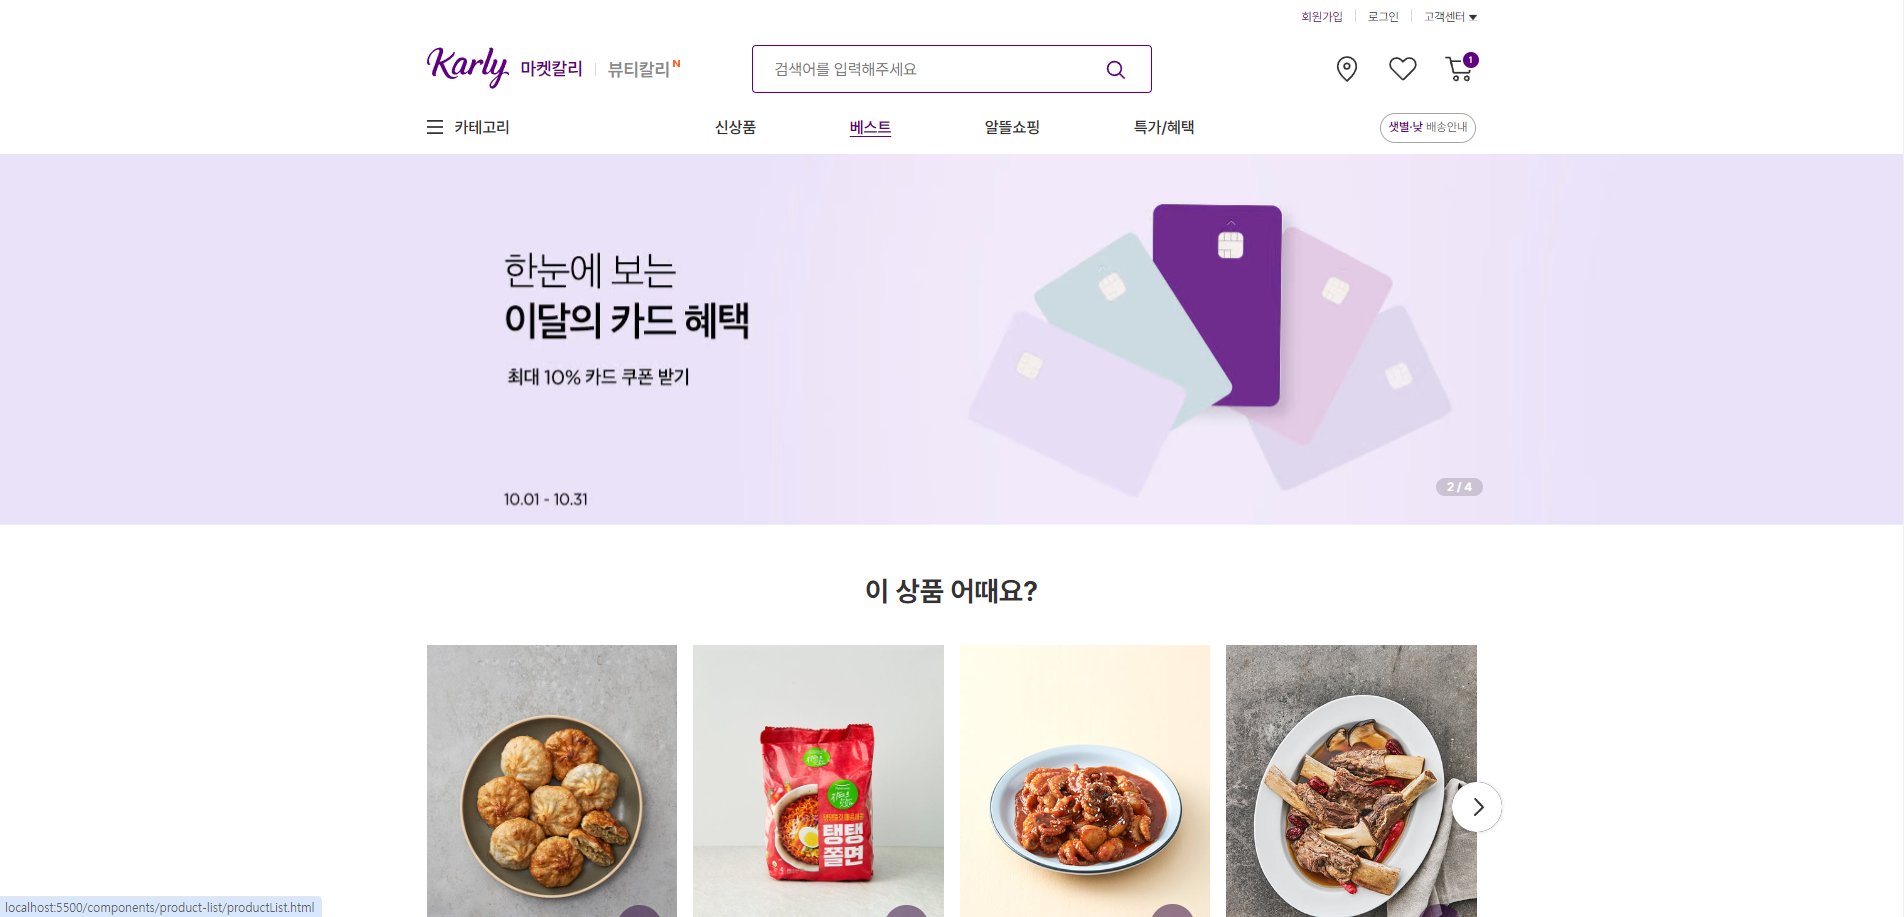 회원가입 로그인 고객센터
Karly 마켓칼리 뷰티칼리 N
검색어를 입력해주세요
1
카테고리 신상품 베스트 알뜰쇼핑 특가/혜택 샛별·낮 배송안내
한눈에 보는
이달의 카드 혜택
최대 10% 카드 쿠폰 받기
10.01 - 10.31
2 / 4
이 상품 어때요?
탱탱
쫄면
localhost:5500/components/product-list/productList.html